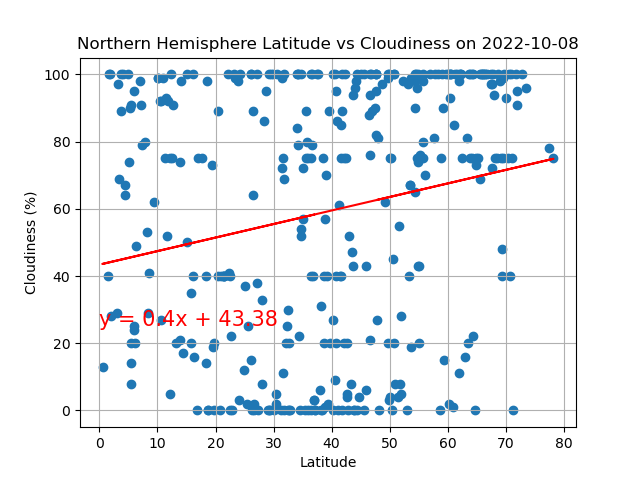 Northern Hemisphere Latitude vs Cloudiness on 2022-10-08
100
80
60
40
20
0
Cloudiness (%)
y = 0.4x + 43.38
0 10 20 30 40 50 60 70 80
Latitude